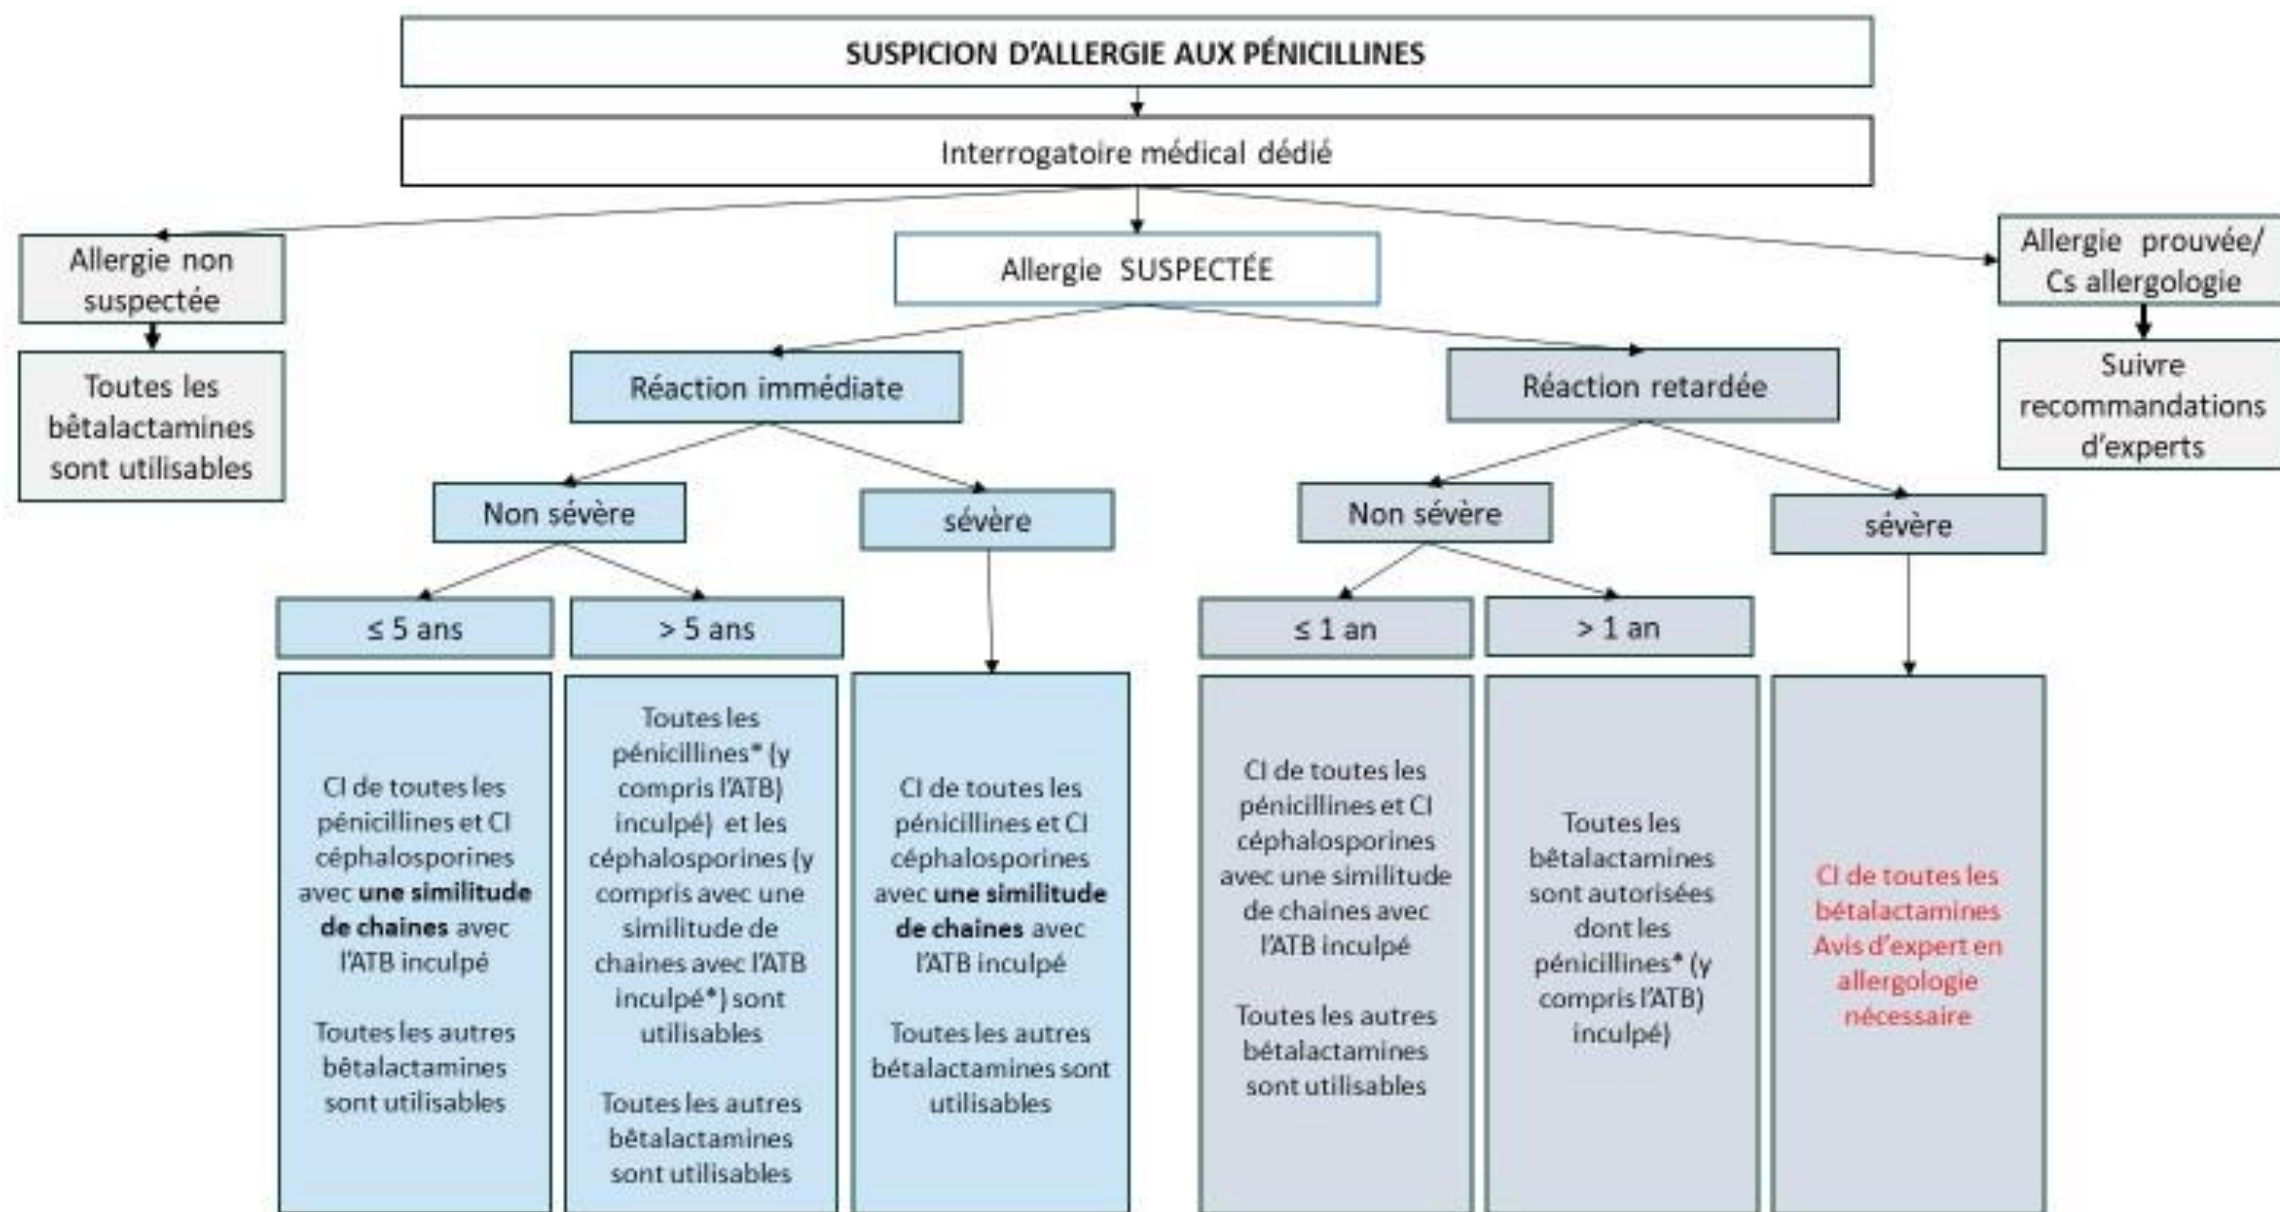 SUSPICION D'ALLERGIE AUX PÉNICILLINES
Interrogatoire médical dédié
Allergie non
suspectée
Toutes les
bêtalactamines
sont utilisables
Allergie SUSPECTÉE
Allergie prouvée/
Cs allergologie
Suivre
recommandations
d'experts
Réaction immédiate
Réaction retardée
Non sévère
sévère
Non sévère
sévère
≤ 5 ans
> 5 ans
≤ 1 an
> 1 an
CI de toutes les
pénicillines et CI
céphalosporines
avec une similitude
de chaines avec
l'ATB inculpé
Toutes les autres
bêtalactamines
sont utilisables
Toutes les
pénicillines* (y
compris l'ATB)
inculpé) et les
céphalosporines (y
compris avec une
similitude de
chaines avec l'ATB
inculpé*) sont
utilisables
Toutes les autres
bêtalactamines
sont utilisables
CI de toutes les
pénicillines et CI
céphalosporines
avec une similitude
de chaines avec
l'ATB inculpé
Toutes les autres
bétalactamines sont
utilisables
CI de toutes les
pénicillines et CI
céphalosporines
avec une similitude
de chaines avec
l'ATB inculpé
Toutes les autres
bétalactamines
sont utilisables
Toutes les
bêtalactamines
sont autorisées
dont les
pénicillines* (y
compris l'ATB)
inculpé)
CI de toutes les
bétalactamines
Avis d'expert en
allergologie
nécessaire